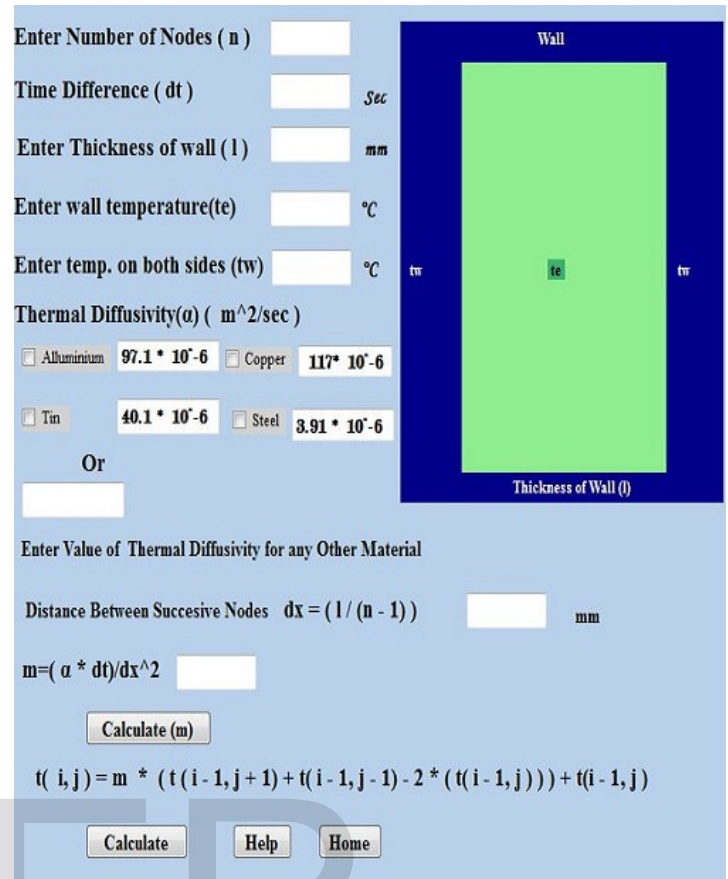 Enter Number of Nodes ( n )
Time Difference ( dt )
Sec
Enter Thickness of wall ( l )
mm
Enter wall temperature(te)
°C
Enter temp. on both sides (tw)
°C
Thermal Diffusivity(α) ( m^2/sec )
Alluminium 97.1 * 10^-6 Copper 117* 10^-6
Tin 40.1 * 10^-6 Steel 3.91 * 10^-6
Or
Enter Value of Thermal Diffusivity for any Other Material
Wall
tw te tw
Thickness of Wall (l)
Distance Between Succesive Nodes dx = ( l / (n - 1) ) mm
m=( α * dt)/dx^2
Calculate (m)
t( i, j ) = m * ( t ( i - 1, j + 1) + t( i - 1, j - 1) - 2 * ( t( i - 1, j ) ) ) + t(i - 1, j )
Calculate Help Home